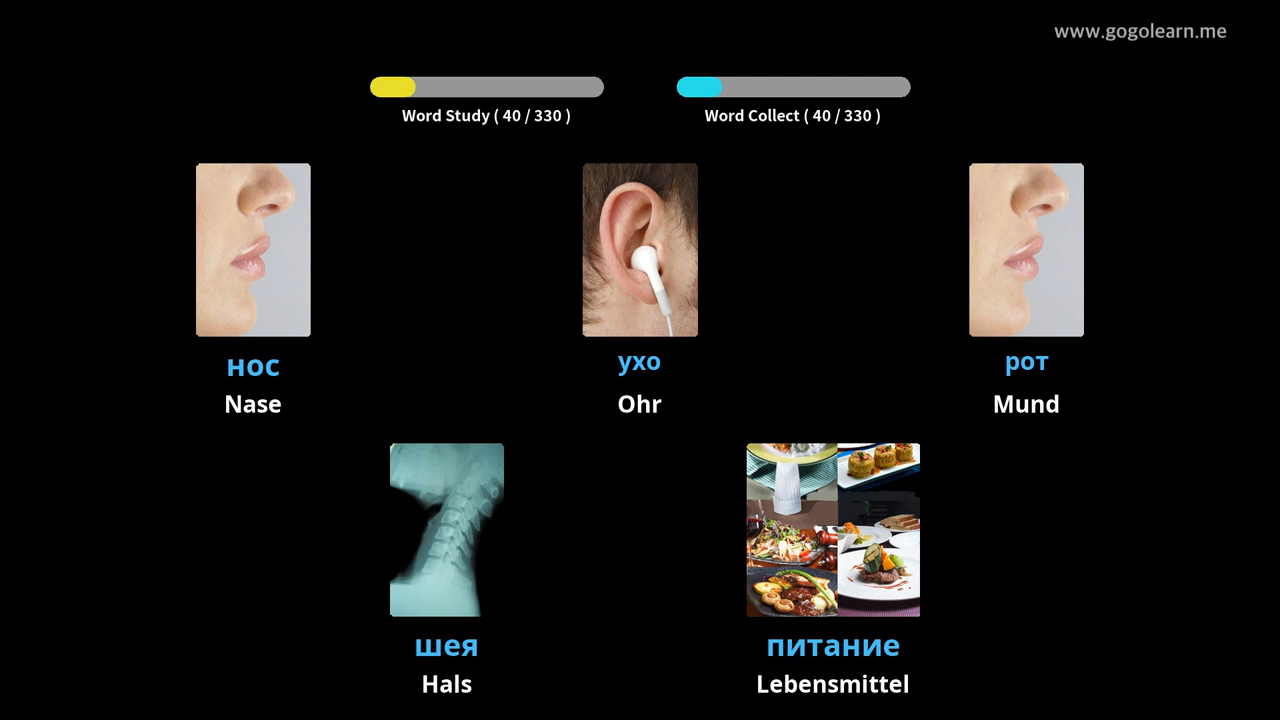 www.gogolearn.me
Word Study ( 40 / 330 )
Word Collect ( 40 / 330 )
нос
ухо
рот
Nase
Ohr
Mund
шея
питание
Hals
Lebensmittel